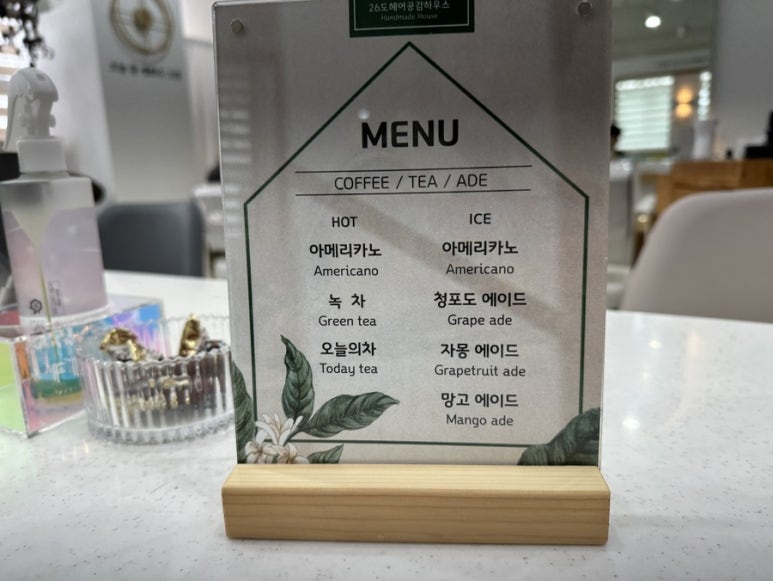 26도헤어공감하우스
Handmade House
MENU
COFFEE / TEA / ADE
HOT
아메리카노
Americano
녹 차
Green tea
오늘의차
Today tea
ICE
아메리카노
Americano
청포도 에이드
Grape ade
자몽 에이드
Grapetruit ade
망고 에이드
Mango ade